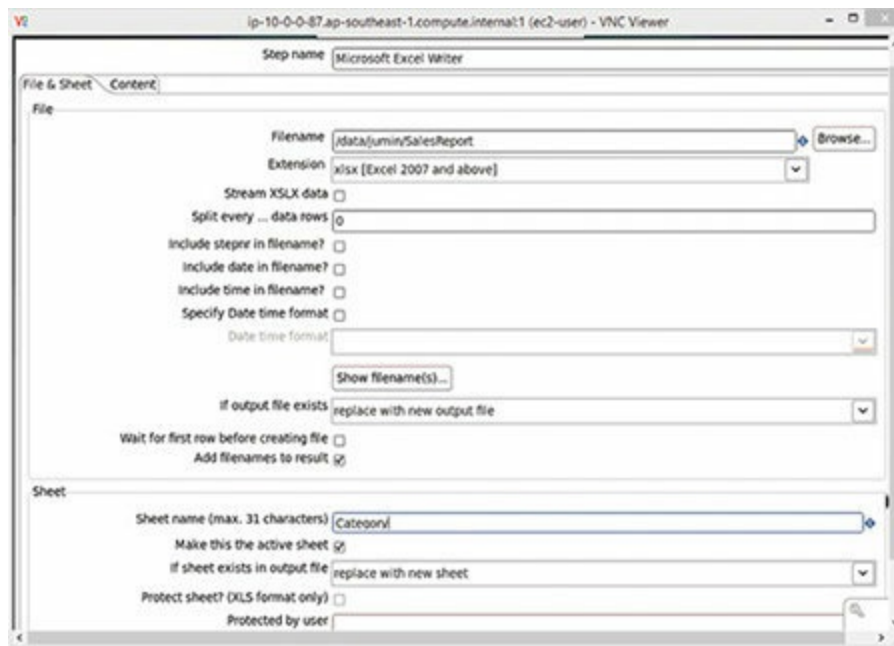 ip-10-0-0-87.ap-southeast-1.compute.internal:1 (ec2-user) - VNC Viewer
Step name Microsoft Excel Writer
File & Sheet Content
File
Filename /data/jumin/SalesReport Browse...
Extension xlsx [Excel 2007 and above]
Stream XSLX data
Split every ... data rows 0
Include stepnr in filename?
Include date in filename?
Include time in filename?
Specify Date time format
Date time format
Show filename(s)...
If output file exists replace with new output file
Wait for first row before creating file
Add filenames to result
Sheet
Sheet name (max. 31 characters) Category
Make this the active sheet
If sheet exists in output file replace with new sheet
Protect sheet? (XLS format only)
Protected by user